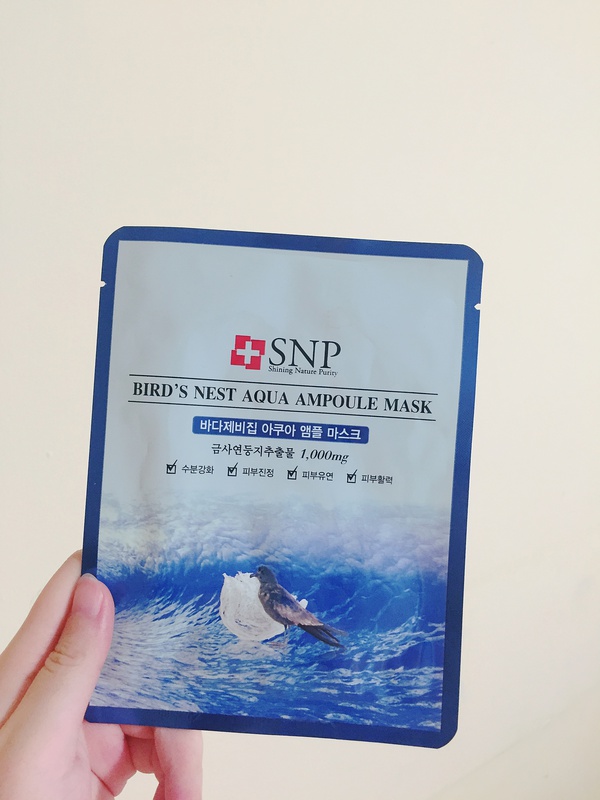 SNP
Shining Nature Purity
BIRD'S NEST AQUA AMPOULE MASK
바다제비집 아쿠아 앰플 마스크
금사연둥지추출물 1,000mg
수분강화 피부진정 피부유연 피부활력